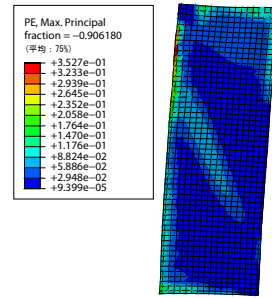 PE, Max. Principal
fraction = −0.906180
(平均：75%)
+3.527e−01
+3.233e−01
+2.939e−01
+2.645e−01
+2.352e−01
+2.058e−01
+1.764e−01
+1.470e−01
+1.176e−01
+8.824e−02
+5.886e−02
+2.948e−02
+9.399e−05